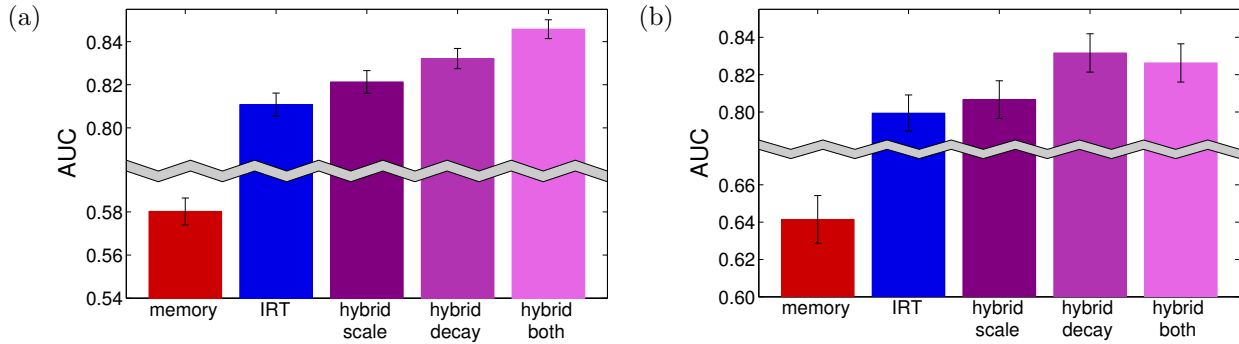 (a)
AUC
0.84
0.82
0.80
0.58
0.56
0.54
memory
IRT
hybrid
scale
hybrid
decay
hybrid
both
(b)
AUC
0.84
0.82
0.80
0.66
0.64
0.62
0.60
memory
IRT
hybrid
scale
hybrid
decay
hybrid
both